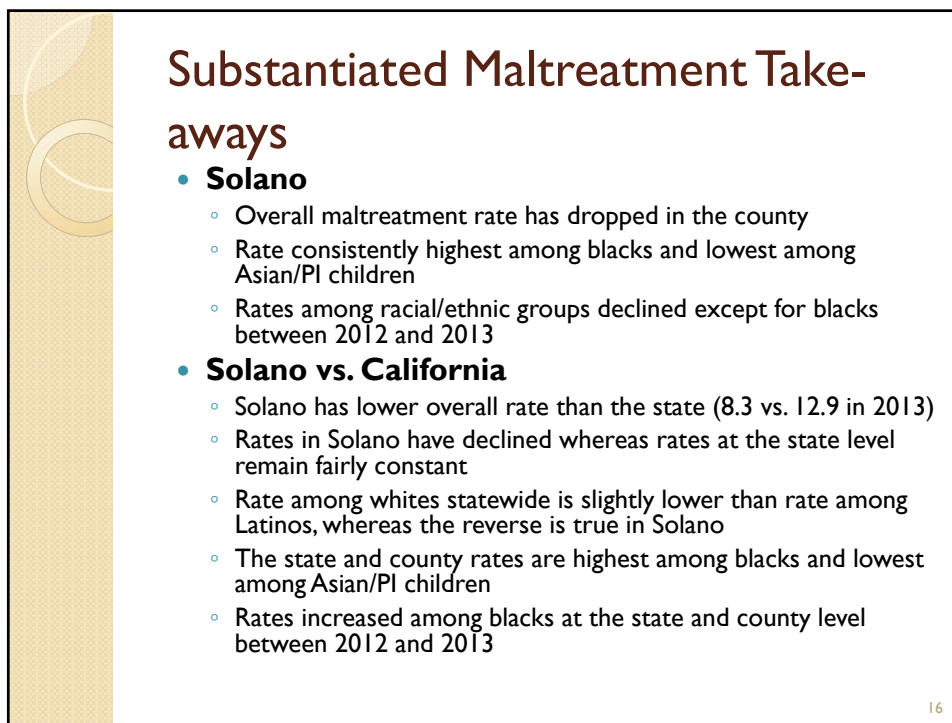 Substantiated Maltreatment Take-
aways
• Solano
◦ Overall maltreatment rate has dropped in the county
◦ Rate consistently highest among blacks and lowest among
Asian/PI children
◦ Rates among racial/ethnic groups declined except for blacks
between 2012 and 2013
• Solano vs. California
◦ Solano has lower overall rate than the state (8.3 vs. 12.9 in 2013)
◦ Rates in Solano have declined whereas rates at the state level
remain fairly constant
◦ Rate among whites statewide is slightly lower than rate among
Latinos, whereas the reverse is true in Solano
◦ The state and county rates are highest among blacks and lowest
among Asian/PI children
◦ Rates increased among blacks at the state and county level
between 2012 and 2013
16